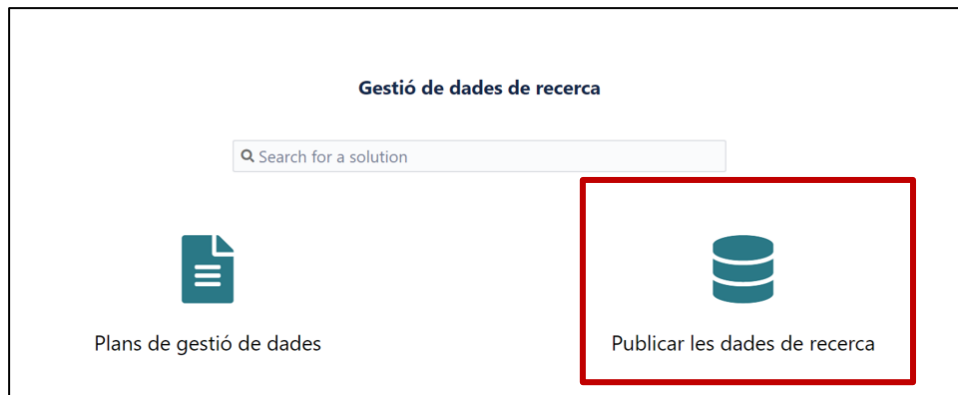 Gestió de dades de recerca
Search for a solution
Plans de gestió de dades
Publicar les dades de recerca